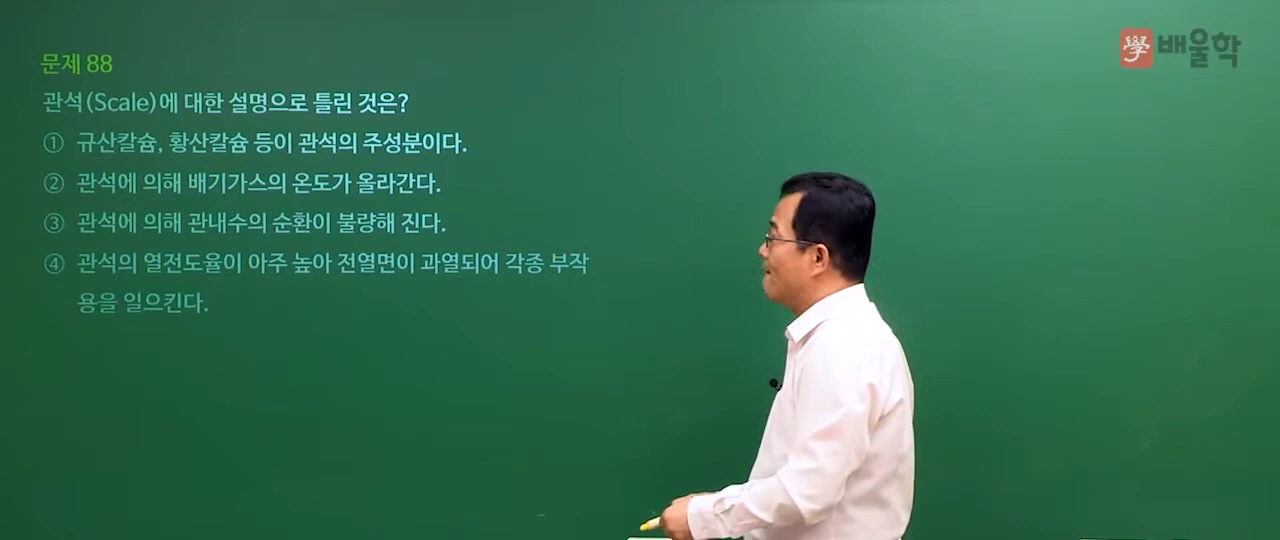 學 배울학
문제 88
관석(Scale)에 대한 설명으로 틀린 것은?
① 규산칼슘, 황산칼슘 등이 관석의 주성분이다.
② 관석에 의해 배기가스의 온도가 올라간다.
③ 관석에 의해 관내수의 순환이 불량해 진다.
④ 관석의 열전도율이 아주 높아 전열면이 과열되어 각종 부작
용을 일으킨다.